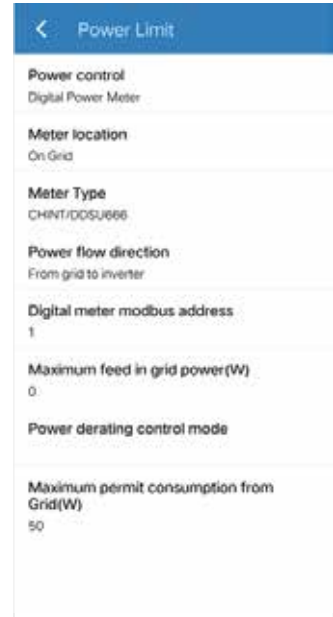 Power Limit
Power control
Digital Power Meter
Meter location
On Grid
Meter Type
CHINT/DDSU666
Power flow direction
From grid to inverter
Digital meter modbus address
1
Maximum feed in grid power(W)
0
Power derating control mode
Maximum permit consumption from
Grid(W)
50